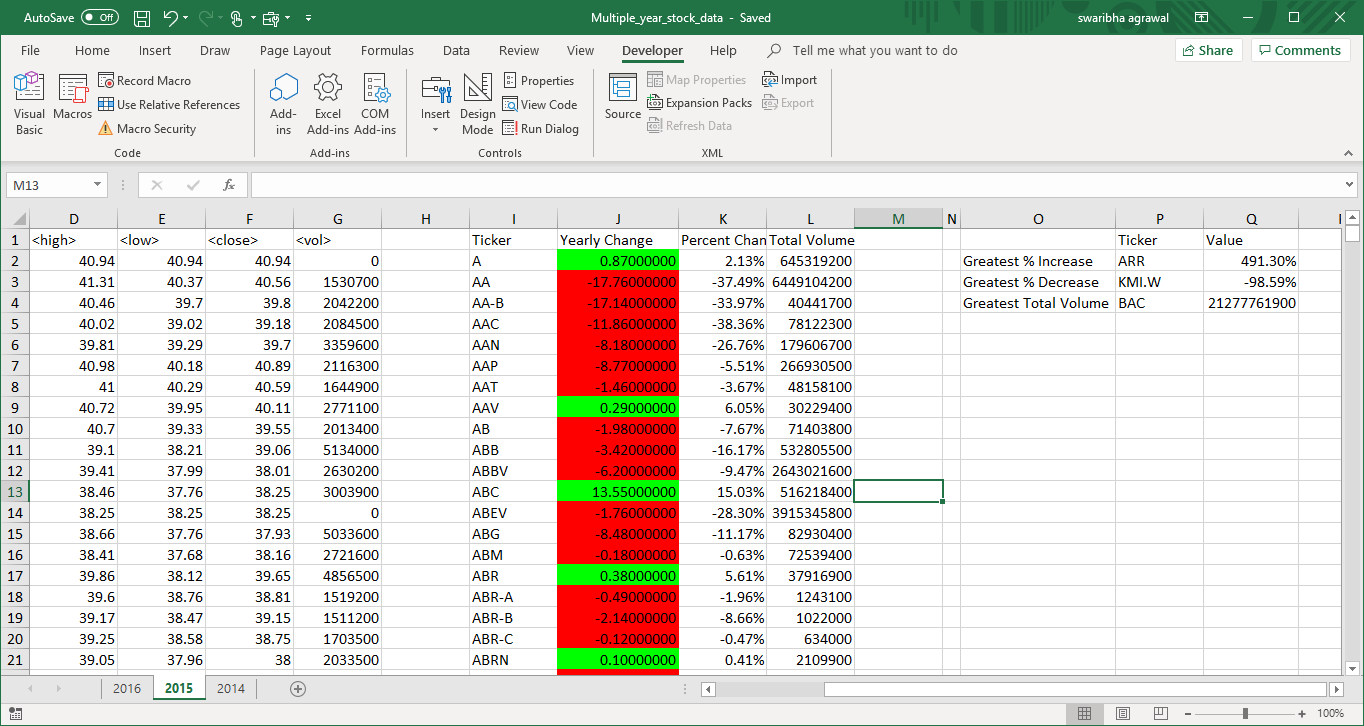 AutoSave Off Multiple_year_stock_data - Saved swaribha agrawal
File Home Insert Draw Page Layout Formulas Data Review View Developer Help Tell me what you want to do Share Comments
Visual Basic
Macros
Record Macro
Use Relative References
Macro Security
Code
Add-ins
Excel Add-ins
COM Add-ins
Add-ins
Insert
Design Mode
Properties
View Code
Run Dialog
Controls
Source
Map Properties
Expansion Packs
Refresh Data
Import
Export
XML
M13 fx
D E F G H I J K L M N O P Q
1 <high> <low> <close> <vol> Ticker Yearly Change Percent Chan Total Volume Ticker Value
2 40.94 40.94 40.94 0 A 0.87000000 2.13% 645319200 Greatest % Increase ARR 491.30%
3 41.31 40.37 40.56 1530700 AA -17.76000000 -37.49% 6449104200 Greatest % Decrease KMI.W -98.59%
4 40.46 39.7 39.8 2042200 AA-B -17.14000000 -33.97% 40441700 Greatest Total Volume BAC 21277761900
5 40.02 39.02 39.18 2084500 AAC -11.86000000 -38.36% 78122300
6 39.81 39.29 39.7 3359600 AAN -8.18000000 -26.76% 179606700
7 40.98 40.18 40.89 2116300 AAP -8.77000000 -5.51% 266930500
8 41 40.29 40.59 1644900 AAT -1.46000000 -3.67% 48158100
9 40.72 39.95 40.11 2771100 AAV 0.29000000 6.05% 30229400
10 40.7 39.33 39.55 2013400 AB -1.98000000 -7.67% 71403800
11 39.1 38.21 39.06 5134000 ABB -3.42000000 -16.17% 532805500
12 39.41 37.99 38.01 2630200 ABBV -6.20000000 -9.47% 2643021600
13 38.46 37.76 38.25 3003900 ABC 13.55000000 15.03% 516218400
14 38.25 38.25 38.25 0 ABEV -1.76000000 -28.30% 3915345800
15 38.66 37.76 37.93 5033600 ABG -8.48000000 -11.17% 82930400
16 38.41 37.68 38.16 2721600 ABM -0.18000000 -0.63% 72539400
17 39.86 38.12 39.65 4856500 ABR 0.38000000 5.61% 37916900
18 39.6 38.76 38.81 1519200 ABR-A -0.49000000 -1.96% 1243100
19 39.17 38.47 39.15 1511200 ABR-B -2.14000000 -8.66% 1022000
20 39.25 38.58 38.75 1703500 ABR-C -0.12000000 -0.47% 634000
21 39.05 37.96 38 2033500 ABRN 0.10000000 0.41% 2109900
2016 2015 2014
100%